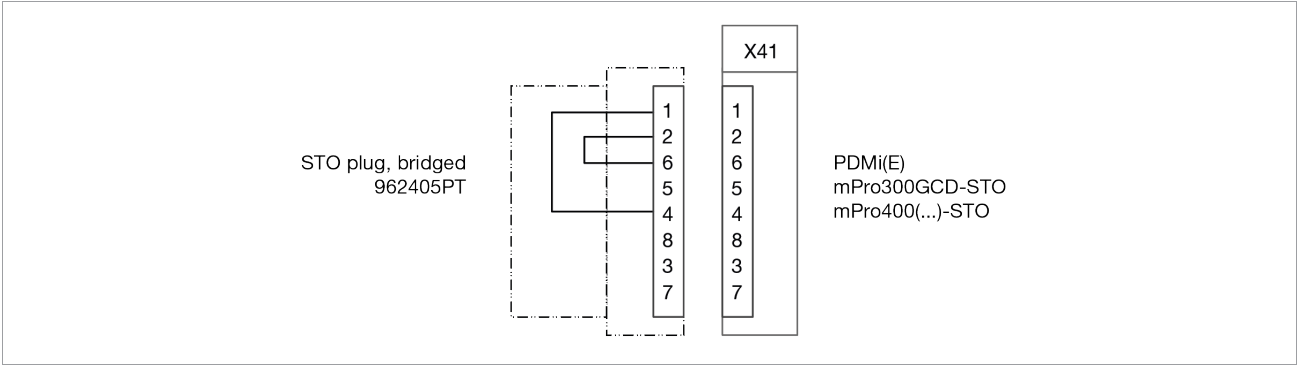 X41
STO plug, bridged
962405PT
1
2
6
5
4
8
3
7
1
2
6
5
4
8
3
7
PDMi(E)
mPro300GCD-STO
mPro400(...)-STO